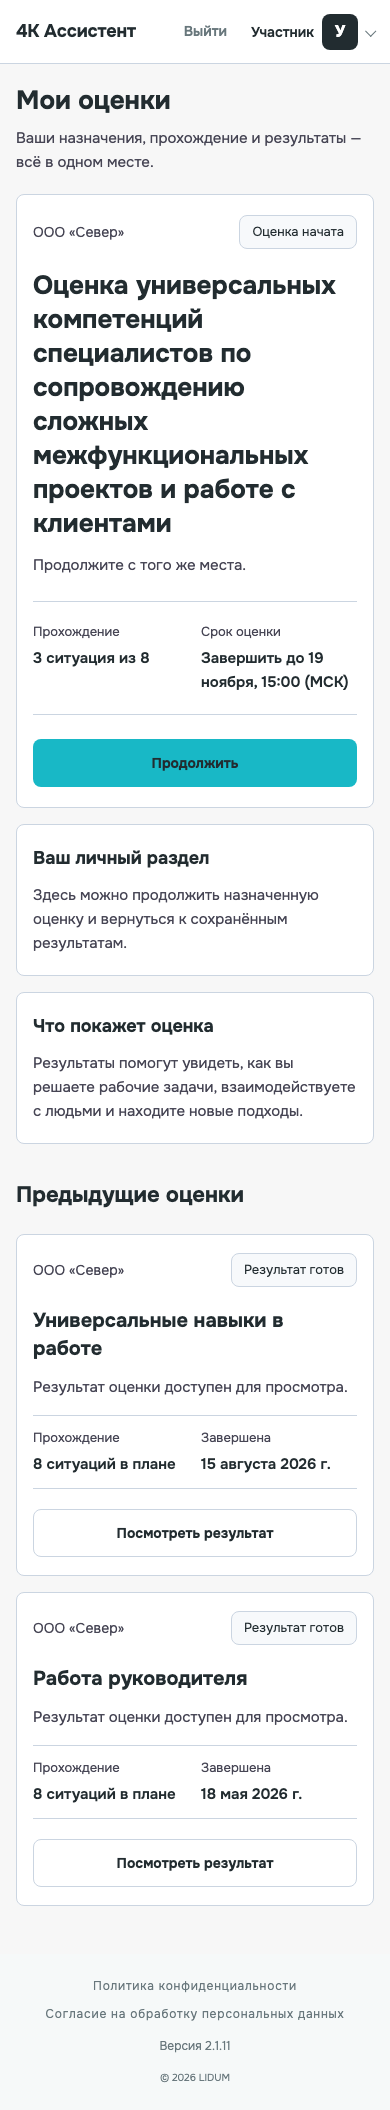 4K Ассистент
Выйти
Участник
У
Мои оценки
Ваши назначения, прохождение и результаты —
всё в одном месте.
ООО «Север»
Оценка начата
Оценка универсальных
компетенций
специалистов по
сопровождению
сложных
межфункциональных
проектов и работе с
клиентами
Продолжите с того же места.
Прохождение
3 ситуация из 8
Срок оценки
Завершить до 19
ноября, 15:00 (МСК)
Продолжить
Ваш личный раздел
Здесь можно продолжить назначенную
оценку и вернуться к сохранённым
результатам.
Что покажет оценка
Результаты помогут увидеть, как вы
решаете рабочие задачи, взаимодействуете
с людьми и находите новые подходы.
Предыдущие оценки
ООО «Север»
Результат готов
Универсальные навыки в
работе
Результат оценки доступен для просмотра.
Прохождение
8 ситуаций в плане
Завершена
15 августа 2026 г.
Посмотреть результат
ООО «Север»
Результат готов
Работа руководителя
Результат оценки доступен для просмотра.
Прохождение
8 ситуаций в плане
Завершена
18 мая 2026 г.
Посмотреть результат
Политика конфиденциальности
Согласие на обработку персональных данных
Версия 2.1.11
© 2026 LIDUM